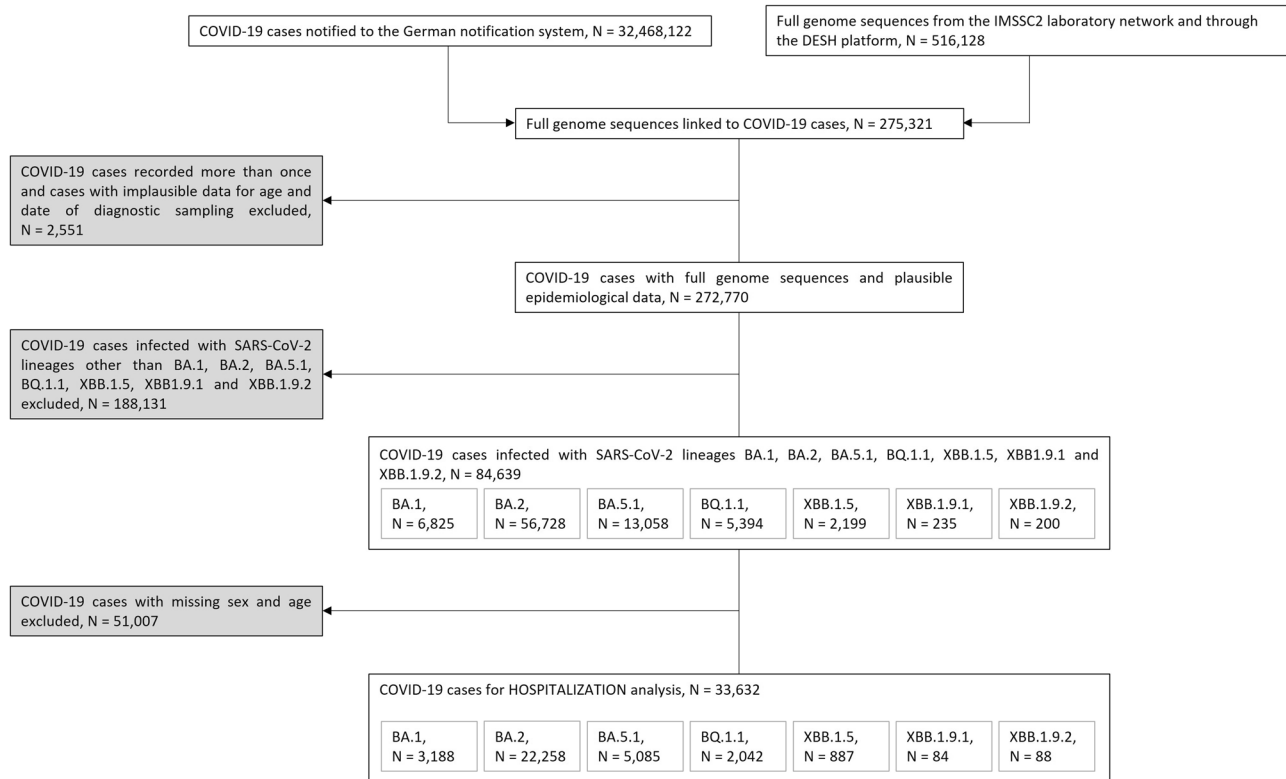 COVID-19 cases notified to the German notification system, N = 32,468,122
Full genome sequences from the IMSSC2 laboratory network and through
the DESH platform, N = 516,128
Full genome sequences linked to COVID-19 cases, N = 275,321
COVID-19 cases recorded more than once
and cases with implausible data for age and
date of diagnostic sampling excluded,
N = 2,551
COVID-19 cases with full genome sequences and plausible
epidemiological data, N = 272,770
COVID-19 cases infected with SARS-CoV-2
lineages other than BA.1, BA.2, BA.5.1,
BQ.1.1, XBB.1.5, XBB1.9.1 and XBB.1.9.2
excluded, N = 188,131
COVID-19 cases infected with SARS-CoV-2 lineages BA.1, BA.2, BA.5.1, BQ.1.1, XBB.1.5, XBB1.9.1 and
XBB.1.9.2, N = 84,639
BA.1,
N = 6,825
BA.2,
N = 56,728
BA.5.1,
N = 13,058
BQ.1.1,
N = 5,394
XBB.1.5,
N = 2,199
XBB.1.9.1,
N = 235
XBB.1.9.2,
N = 200
COVID-19 cases with missing sex and age
excluded, N = 51,007
COVID-19 cases for HOSPITALIZATION analysis, N = 33,632
BA.1,
N = 3,188
BA.2,
N = 22,258
BA.5.1,
N = 5,085
BQ.1.1,
N = 2,042
XBB.1.5,
N = 887
XBB.1.9.1,
N = 84
XBB.1.9.2,
N = 88